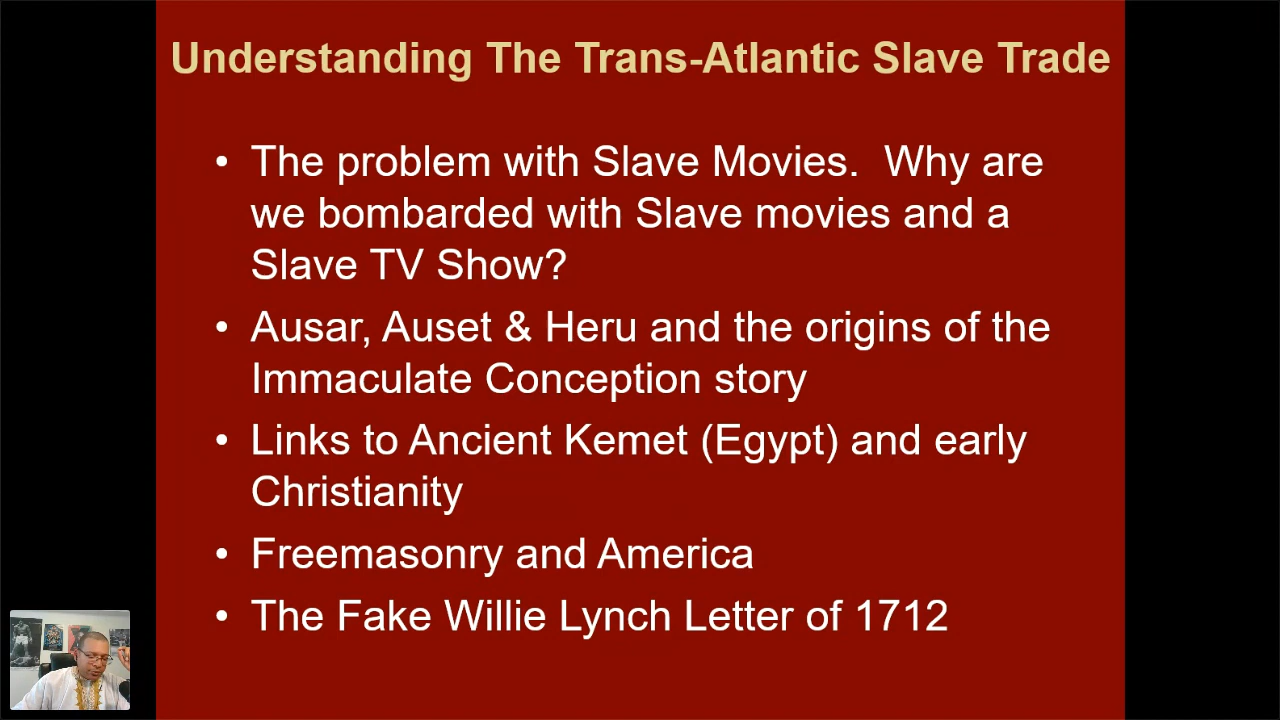 Understanding The Trans-Atlantic Slave Trade
• The problem with Slave Movies.  Why are
we bombarded with Slave movies and a
Slave TV Show?
• Ausar, Auset & Heru and the origins of the
Immaculate Conception story
• Links to Ancient Kemet (Egypt) and early
Christianity
• Freemasonry and America
• The Fake Willie Lynch Letter of 1712